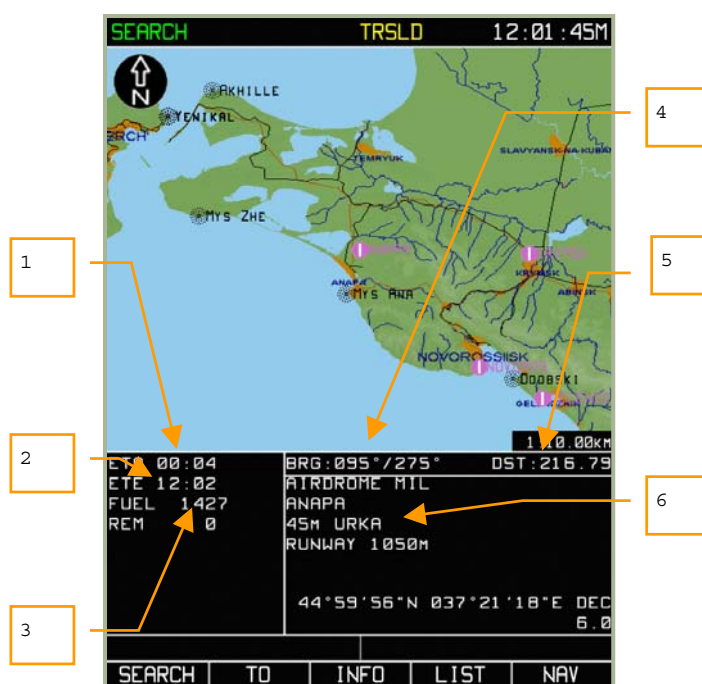 SEARCH TRSLD 12:01:45M
N
AKHILLE
YENIKAL
ZRCH'
TEMRYUK
SLAVYANSK-NA-KUBAN
MYS ZHE
KRYMSK
ANAPA
MYS ANA
ABINSK
NOVOROSSIISK
DOOBSKI
1:10.00KM
00:04
BRG:095°/275° DST:216.79
ETE 12:02
AIRDROME MIL
FUEL 1427
ANAPA
REM 0
45M URKA
RUNWAY 1050M
44°59'56"N 037°21'18"E DEC
6.0
SEARCH TO INFO LIST NAV
1
2
3
4
5
6